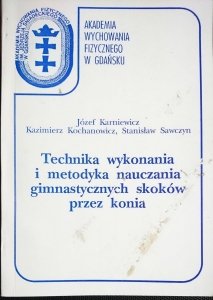 AKADEMIA
WYCHOWANIA
FIZYCZNEGO
W GDAŃSKU
Józef Karniewicz
Kazimierz Kochanowicz, Stanisław Sawczyn
Technika wykonania
i metodyka nauczania
gimnastycznych skoków
przez konia